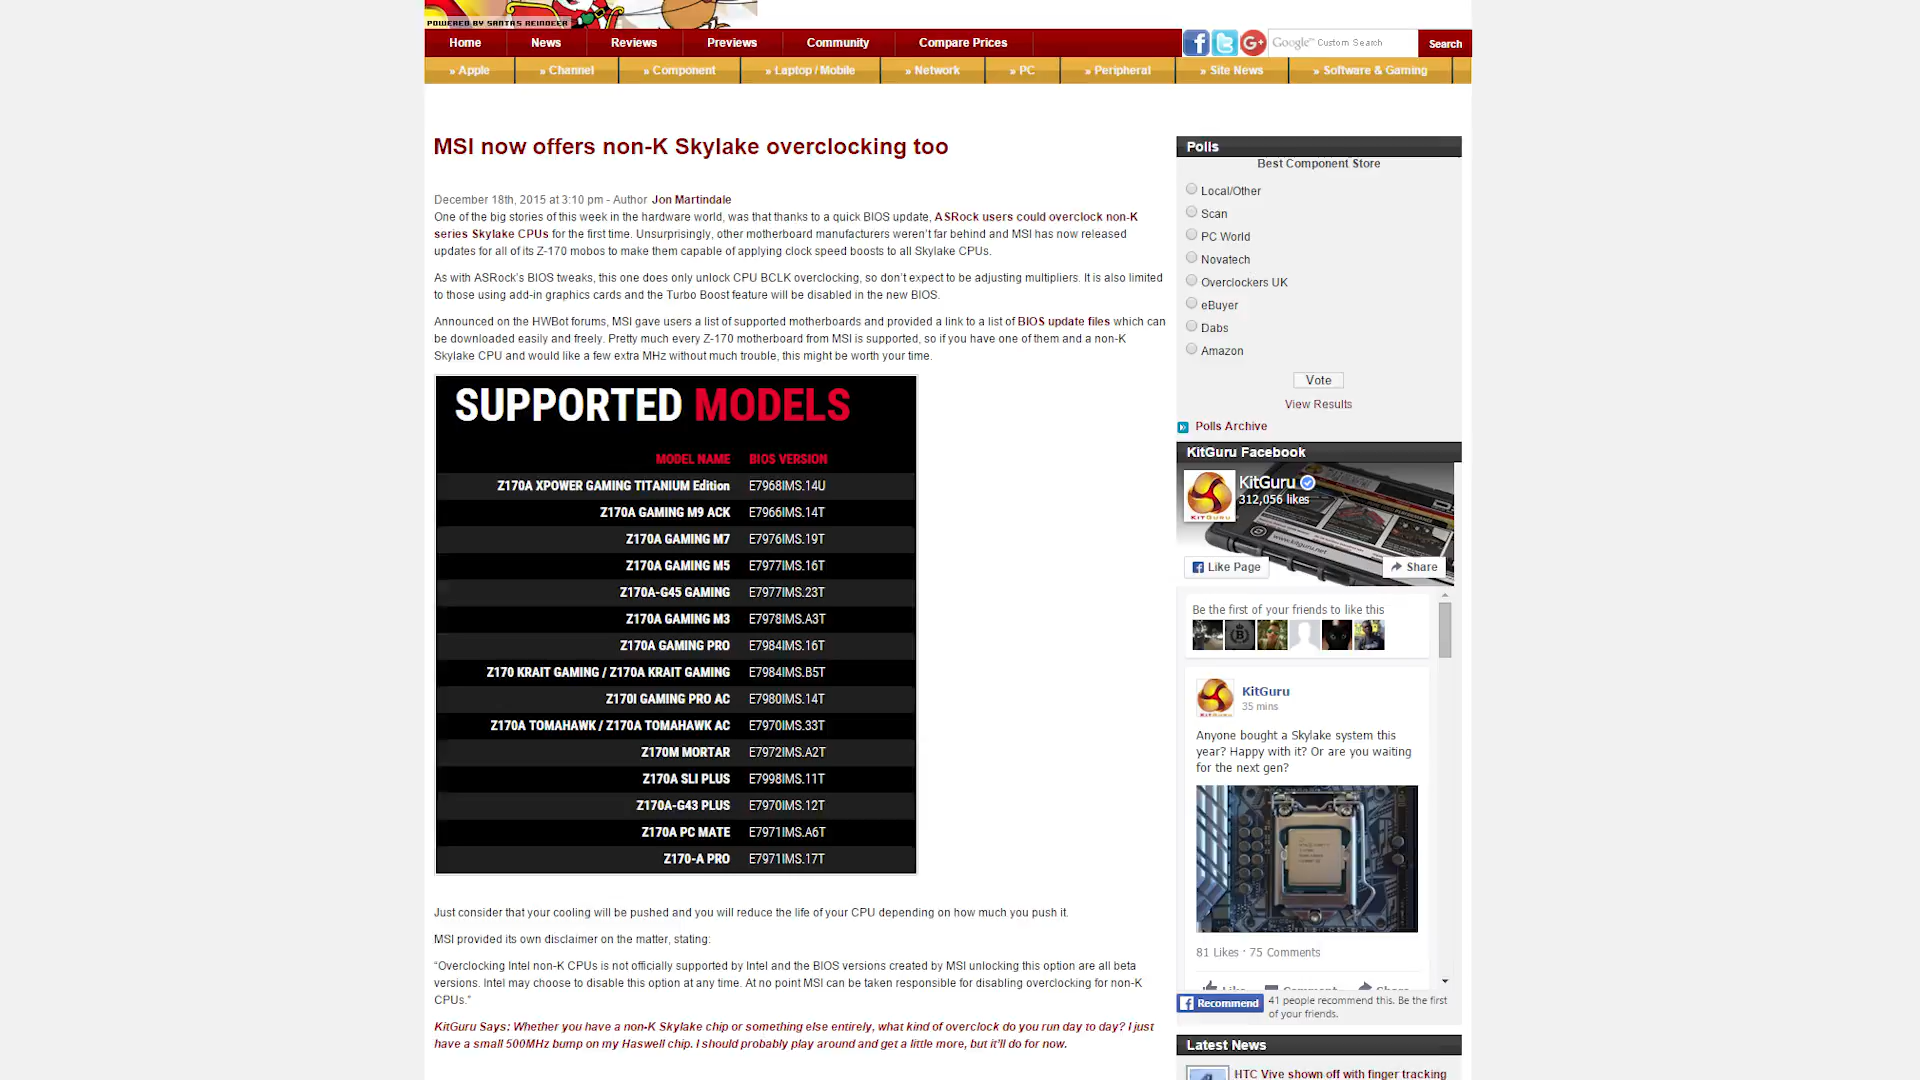 POWERED BY SANTAS REINDEER
Home News Reviews Previews Community Compare Prices
Google™ Custom Search
Search
» Apple » Channel » Component » Laptop / Mobile » Network » PC » Peripheral » Site News » Software & Gaming
MSI now offers non-K Skylake overclocking too
December 18th, 2015 at 3:10 pm - Author Jon Martindale
One of the big stories of this week in the hardware world, was that thanks to a quick BIOS update, ASRock users could overclock non-K
series Skylake CPUs for the first time. Unsurprisingly, other motherboard manufacturers weren't far behind and MSI has now released
updates for all of its Z-170 mobos to make them capable of applying clock speed boosts to all Skylake CPUs.
As with ASRock's BIOS tweaks, this one does only unlock CPU BCLK overclocking, so don't expect to be adjusting multipliers. It is also limited
to those using add-in graphics cards and the Turbo Boost feature will be disabled in the new BIOS.
Announced on the HWBot forums, MSI gave users a list of supported motherboards and provided a link to a list of BIOS update files which can
be downloaded easily and freely. Pretty much every Z-170 motherboard from MSI is supported, so if you have one of them and a non-K
Skylake CPU and would like a few extra MHz without much trouble, this might be worth your time.
SUPPORTED MODELS
MODEL NAME BIOS VERSION
Z170A XPOWER GAMING TITANIUM Edition E7968IMS.14U
Z170A GAMING M9 ACK E7966IMS.14T
Z170A GAMING M7 E7976IMS.19T
Z170A GAMING M5 E7977IMS.16T
Z170A-G45 GAMING E7977IMS.23T
Z170A GAMING M3 E7978IMS.A3T
Z170A GAMING PRO E7984IMS.16T
Z170 KRAIT GAMING / Z170A KRAIT GAMING E7984IMS.B5T
Z170I GAMING PRO AC E7980IMS.14T
Z170A TOMAHAWK / Z170A TOMAHAWK AC E7970IMS.33T
Z170M MORTAR E7972IMS.A2T
Z170A SLI PLUS E7998IMS.11T
Z170A-G43 PLUS E7970IMS.12T
Z170A PC MATE E7971IMS.A6T
Z170-A PRO E7971IMS.17T
Just consider that your cooling will be pushed and you will reduce the life of your CPU depending on how much you push it.
MSI provided its own disclaimer on the matter, stating:
“Overclocking Intel non-K CPUs is not officially supported by Intel and the BIOS versions created by MSI unlocking this option are all beta
versions. Intel may choose to disable this option at any time. At no point MSI can be taken responsible for disabling overclocking for non-K
CPUs.”
KitGuru Says: Whether you have a non-K Skylake chip or something else entirely, what kind of overclock do you run day to day? I just
have a small 500MHz bump on my Haswell chip. I should probably play around and get a little more, but it'll do for now.
Polls
Best Component Store
Local/Other
Scan
PC World
Novatech
Overclockers UK
eBuyer
Dabs
Amazon
Vote
View Results
Polls Archive
KitGuru Facebook
KitGuru
312,056 likes
KITGURU
www.kitguru.net
Like Page
Share
Be the first of your friends to like this
KitGuru
35 mins
KITGURU
Anyone bought a Skylake system this
year? Happy with it? Or are you waiting
for the next gen?
81 Likes · 75 Comments
Like Comment Share
Recommend
41 people recommend this. Be the first
of your friends.
Latest News
HTC Vive shown off with finger tracking